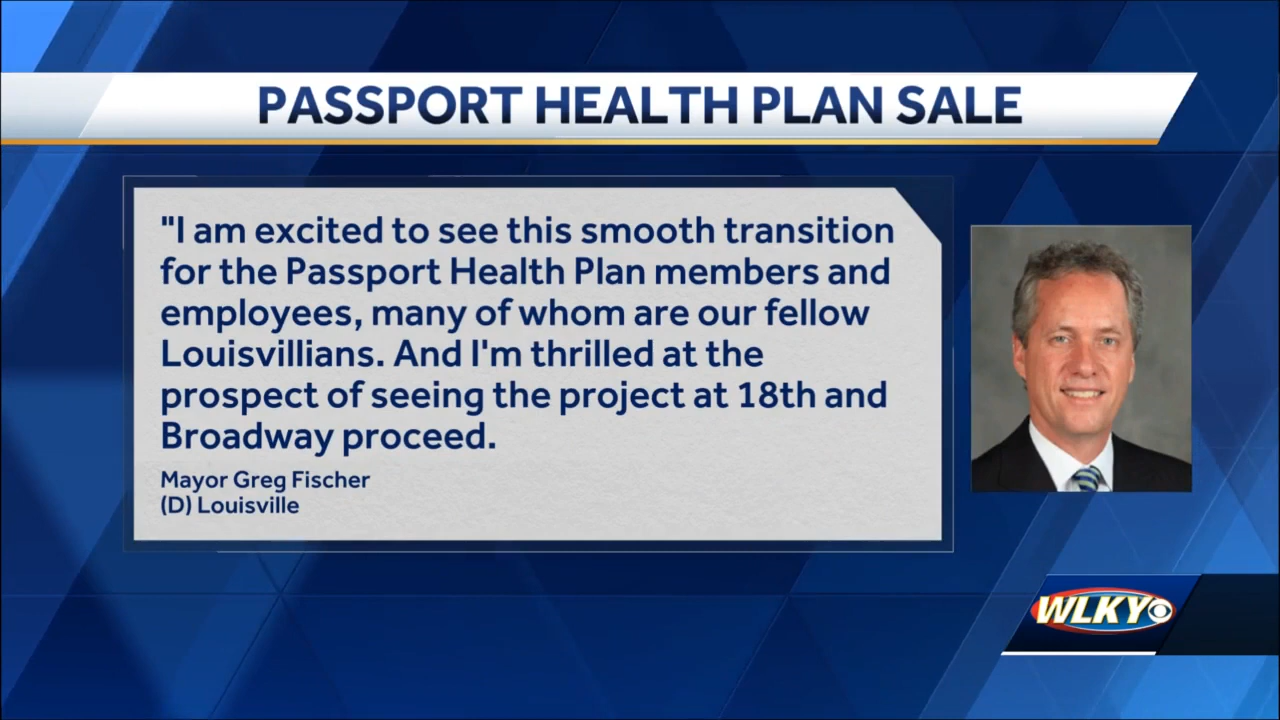 PASSPORT HEALTH PLAN SALE
"I am excited to see this smooth transition
for the Passport Health Plan members and
employees, many of whom are our fellow
Louisvillians. And I'm thrilled at the
prospect of seeing the project at 18th and
Broadway proceed.
Mayor Greg Fischer
(D) Louisville
WLKY